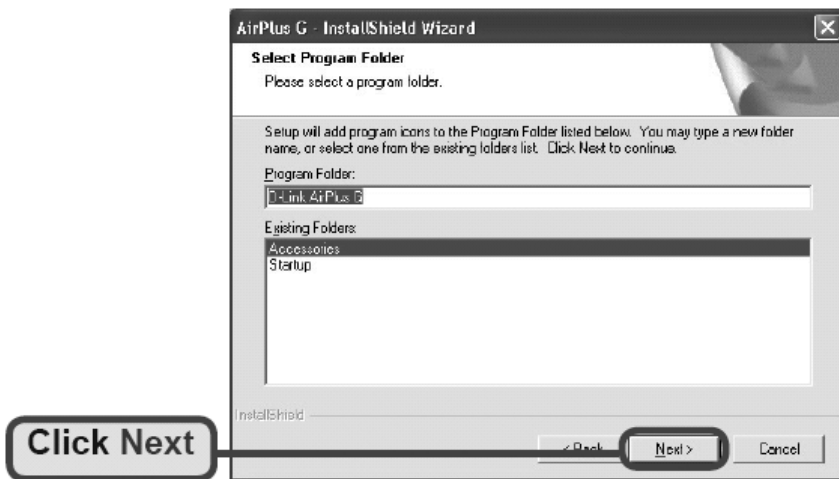 AirPlus G - InstallShield Wizard
Select Program Folder
Please select a program folder.
Setup will add program icons to the Program Folder listed below. You may type a new folder
name, or select one from the existing folders list. Click Next to continue.
Program Folder:
D-Link AirPlus G
Existing Folders:
Accessories
Startup
InstallShield
Click Next
< Back
Next >
Cancel